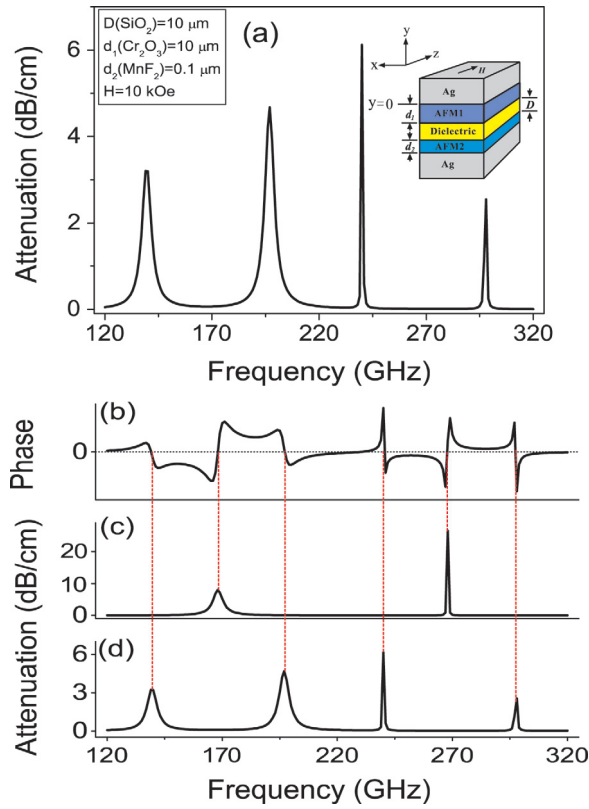 D(SiO₂)=10 μm
d₁(Cr₂O₃)=10 μm
d₂(MnF₂)=0.1 μm
H=10 kOe
(a)
y
z
x
H
Ag
y=0
d₁
AFM1
D
Dielectric
d₂
AFM2
Ag
Attenuation (dB/cm)
6
4
2
0
120 170 220 270 320
Frequency (GHz)
(b)
Phase
0
(c)
Attenuation (dB/cm)
20
10
0
(d)
6
3
0
120 170 220 270 320
Frequency (GHz)